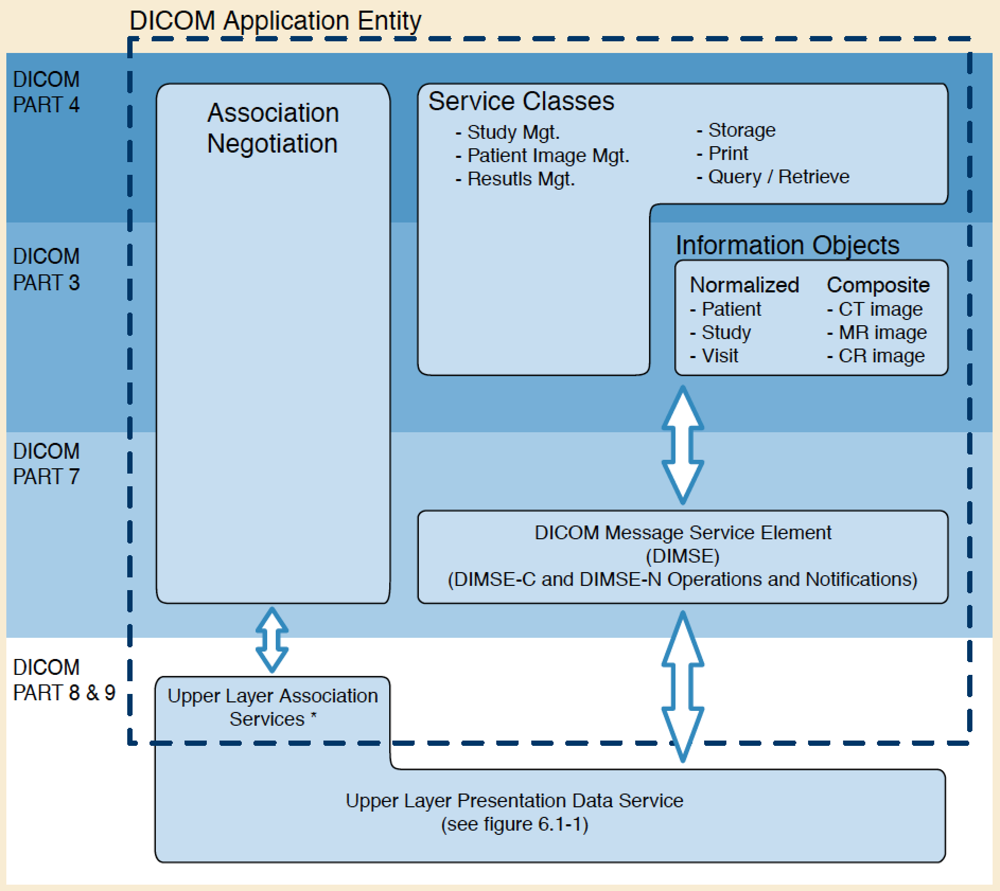 DICOM Application Entity
DICOM
PART 4
Association
Negotiation
Service Classes
- Study Mgt.
- Patient Image Mgt.
- Resutls Mgt.
- Storage
- Print
- Query / Retrieve
DICOM
PART 3
Information Objects
Normalized
- Patient
- Study
- Visit
Composite
- CT image
- MR image
- CR image
DICOM
PART 7
DICOM Message Service Element
(DIMSE)
(DIMSE-C and DIMSE-N Operations and Notifications)
DICOM
PART 8 & 9
Upper Layer Association
Services *
Upper Layer Presentation Data Service
(see figure 6.1-1)